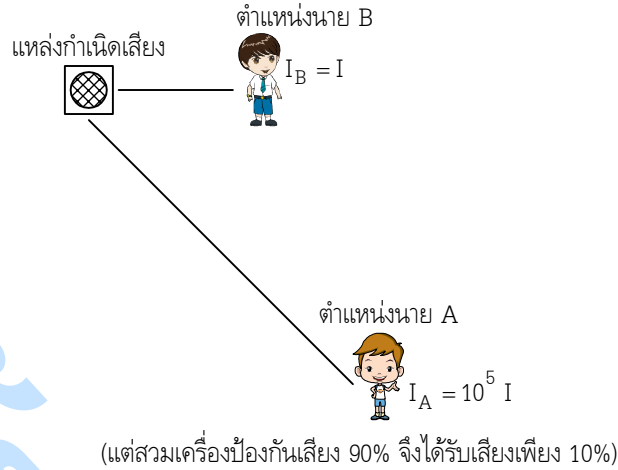 ตำแหน่งนาย B
แหล่งกำเนิดเสียง
I_B = I
ตำแหน่งนาย A
I_A = 10^5 I
(แต่สวมเครื่องป้องกันเสียง 90% จึงได้รับเสียงเพียง 10%)